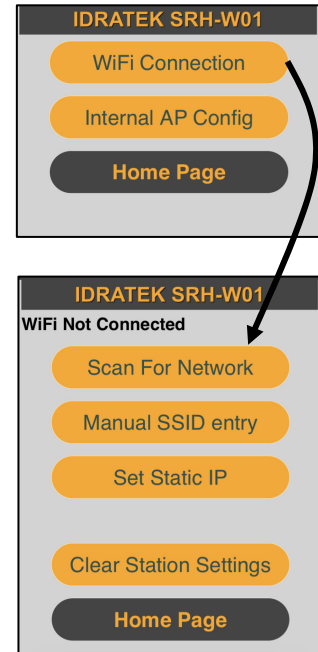 IDRATEK SRH-W01
WiFi Connection
Internal AP Config
Home Page
IDRATEK SRH-W01
WiFi Not Connected
Scan For Network
Manual SSID entry
Set Static IP
Clear Station Settings
Home Page